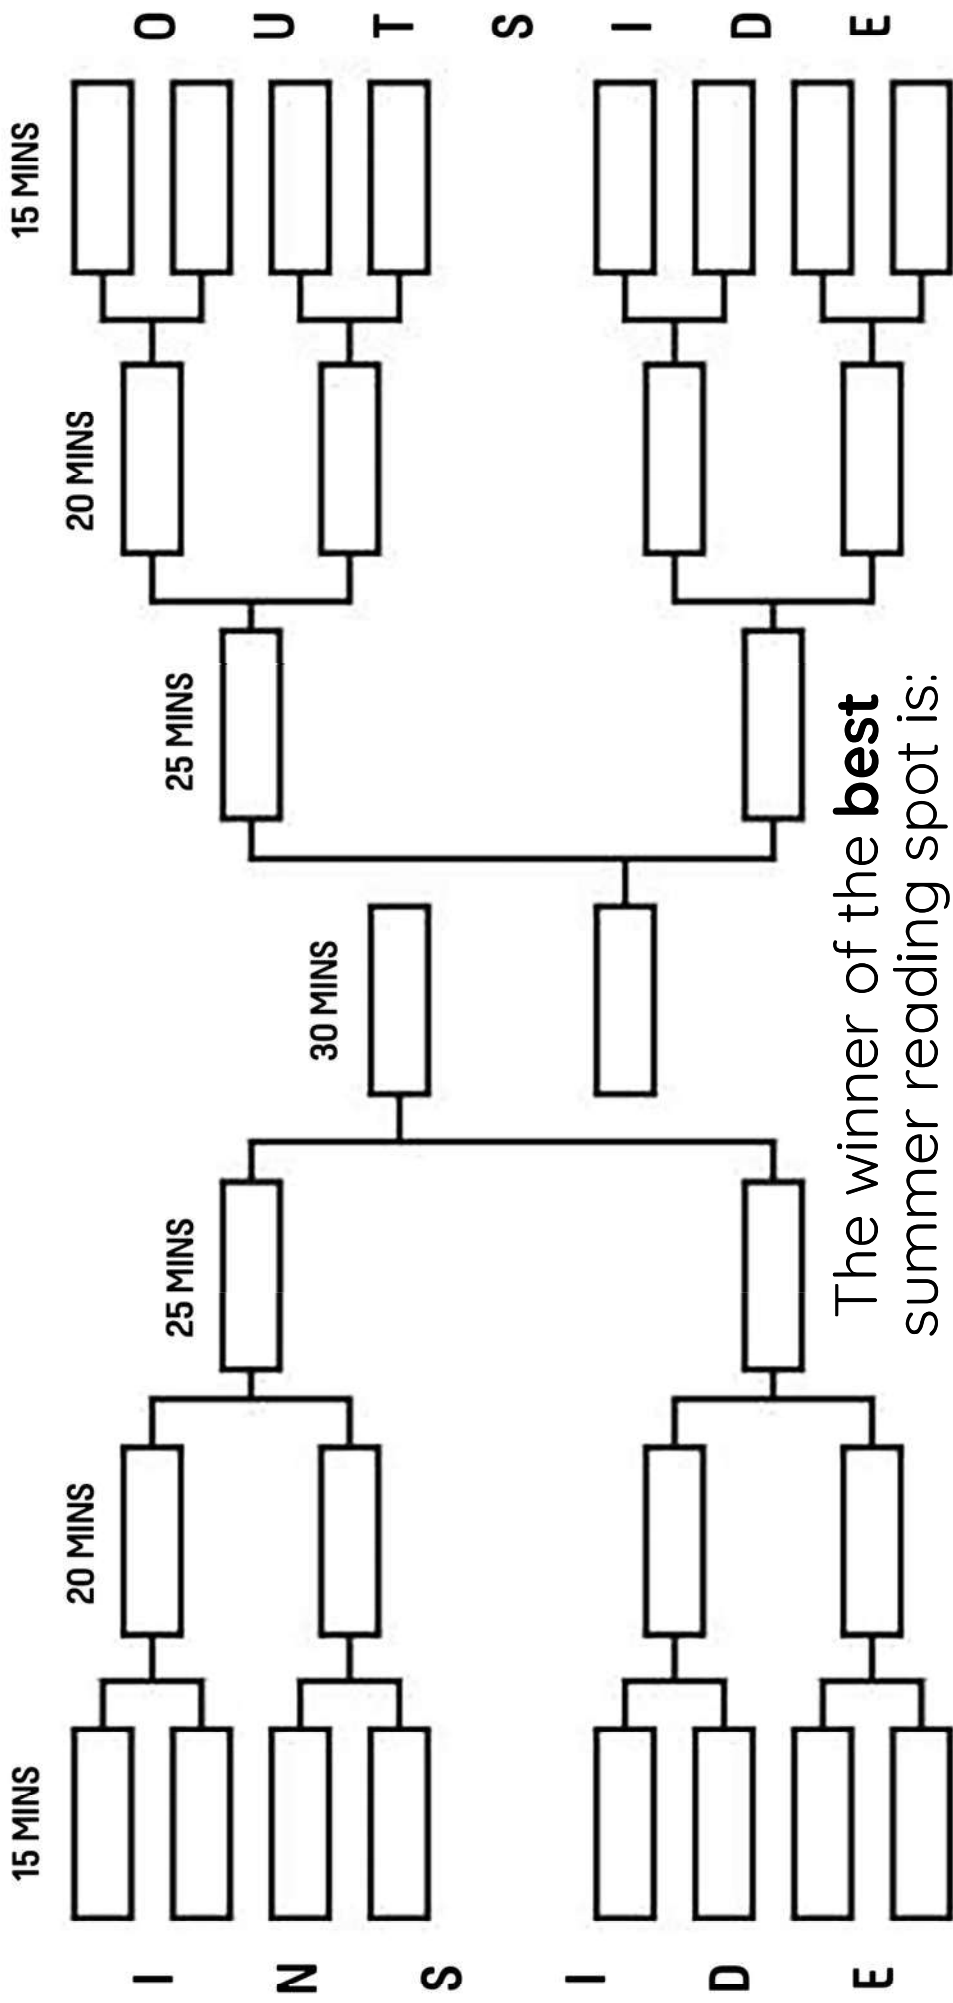 15 MINS
20 MINS
25 MINS
30 MINS
25 MINS
20 MINS
15 MINS
INSIDE
OUTSIDE
The winner of the best
summer reading spot is: